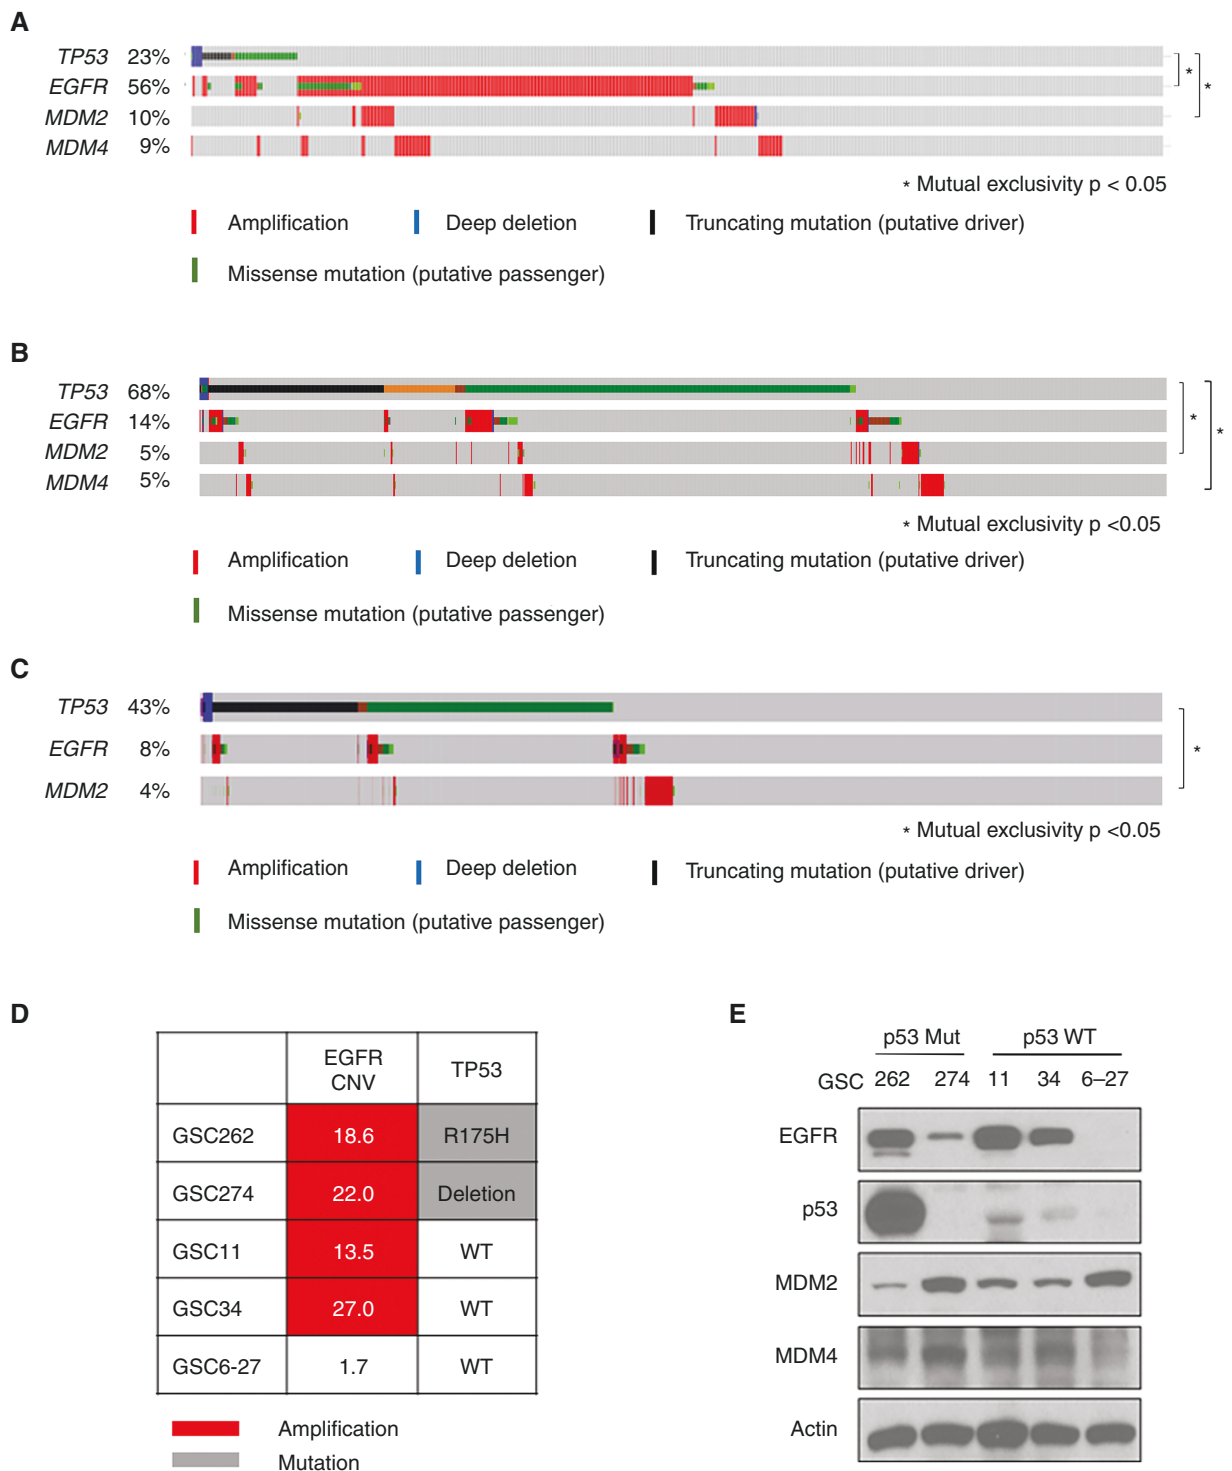 A
TP53 23%
EGFR 56%
MDM2 10%
MDM4 9%
*
*
* Mutual exclusivity p < 0.05
Amplification Deep deletion Truncating mutation (putative driver)
Missense mutation (putative passenger)
B
TP53 68%
EGFR 14%
MDM2 5%
MDM4 5%
*
*
* Mutual exclusivity p <0.05
Amplification Deep deletion Truncating mutation (putative driver)
Missense mutation (putative passenger)
C
TP53 43%
EGFR 8%
MDM2 4%
*
* Mutual exclusivity p <0.05
Amplification Deep deletion Truncating mutation (putative driver)
Missense mutation (putative passenger)
D
EGFR CNV TP53
GSC262 18.6 R175H
GSC274 22.0 Deletion
GSC11 13.5 WT
GSC34 27.0 WT
GSC6-27 1.7 WT
Amplification
Mutation
E
p53 Mut p53 WT
GSC 262 274 11 34 6–27
EGFR
p53
MDM2
MDM4
Actin